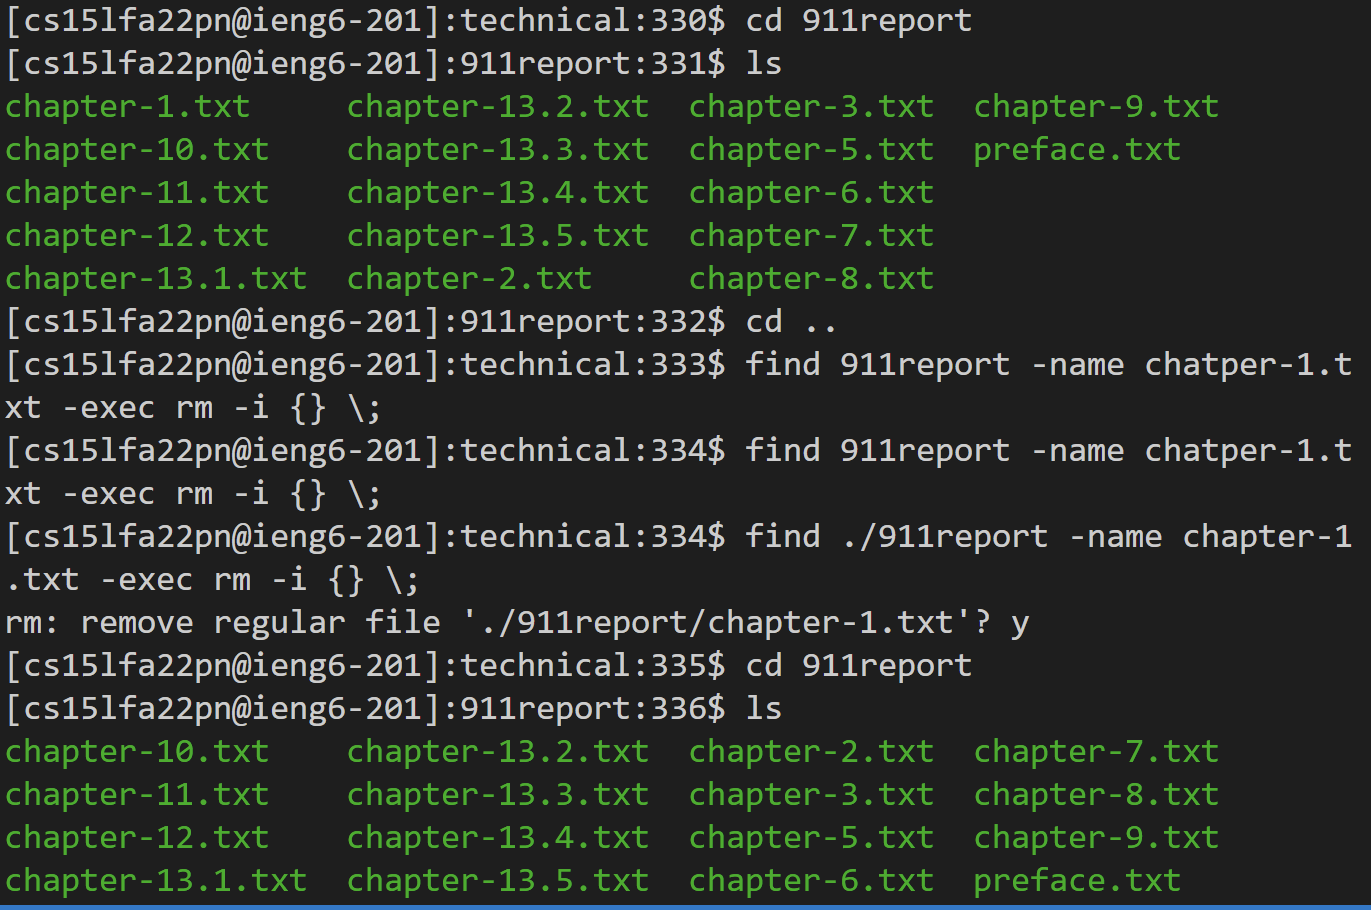 [cs15lfa22pn@ieng6-201]:technical:330$ cd 911report
[cs15lfa22pn@ieng6-201]:911report:331$ ls
chapter-1.txt     chapter-13.2.txt  chapter-3.txt  chapter-9.txt
chapter-10.txt    chapter-13.3.txt  chapter-5.txt  preface.txt
chapter-11.txt    chapter-13.4.txt  chapter-6.txt
chapter-12.txt    chapter-13.5.txt  chapter-7.txt
chapter-13.1.txt  chapter-2.txt     chapter-8.txt
[cs15lfa22pn@ieng6-201]:911report:332$ cd ..
[cs15lfa22pn@ieng6-201]:technical:333$ find 911report -name chatper-1.t
xt -exec rm -i {} \;
[cs15lfa22pn@ieng6-201]:technical:334$ find 911report -name chatper-1.t
xt -exec rm -i {} \;
[cs15lfa22pn@ieng6-201]:technical:334$ find ./911report -name chapter-1
.txt -exec rm -i {} \;
rm: remove regular file './911report/chapter-1.txt'? y
[cs15lfa22pn@ieng6-201]:technical:335$ cd 911report
[cs15lfa22pn@ieng6-201]:911report:336$ ls
chapter-10.txt    chapter-13.2.txt  chapter-2.txt  chapter-7.txt
chapter-11.txt    chapter-13.3.txt  chapter-3.txt  chapter-8.txt
chapter-12.txt    chapter-13.4.txt  chapter-5.txt  chapter-9.txt
chapter-13.1.txt  chapter-13.5.txt  chapter-6.txt  preface.txt